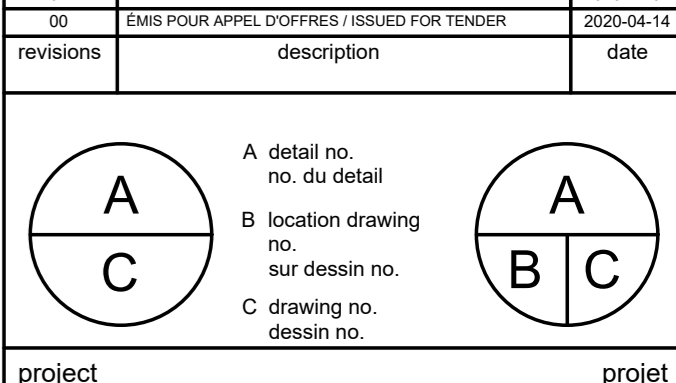 00 ÉMIS POUR APPEL D'OFFRES / ISSUED FOR TENDER 2020-04-14
revisions description date
A
C
A detail no.
no. du detail
B location drawing
no.
sur dessin no.
C drawing no.
dessin no.
A
B C
project projet